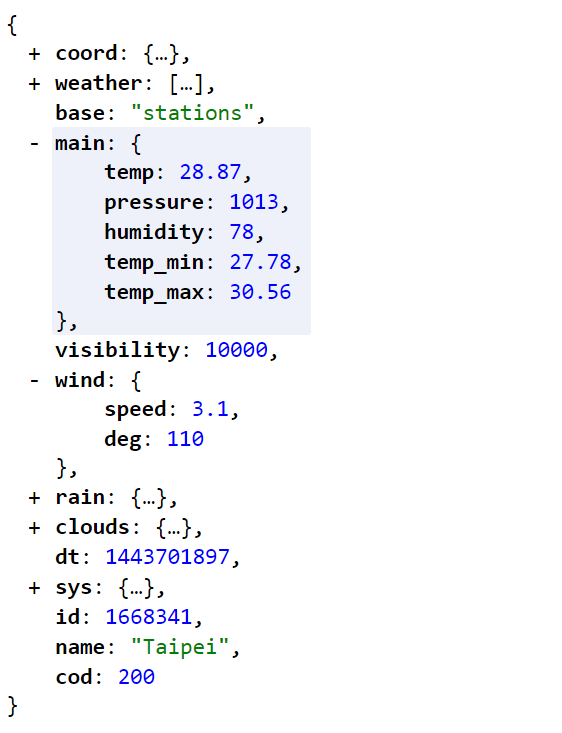 {
+ coord: {…},
+ weather: […],
base: "stations",
- main: {
temp: 28.87,
pressure: 1013,
humidity: 78,
temp_min: 27.78,
temp_max: 30.56
},
visibility: 10000,
- wind: {
speed: 3.1,
deg: 110
},
+ rain: {…},
+ clouds: {…},
dt: 1443701897,
+ sys: {…},
id: 1668341,
name: "Taipei",
cod: 200
}